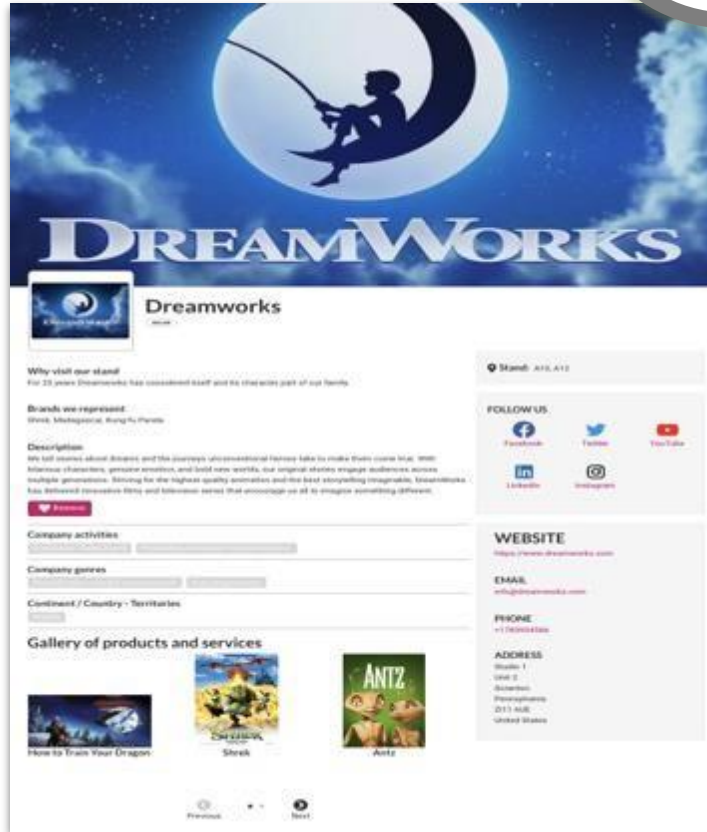 DREAMWORKS
Dreamworks
Why visit our stand
For 25 years Dreamworks has considered itself and its characters part of our family.
Brands we represent
Shrek, Madagascar, Kung Fu Panda
Description
We tell stories about dreams and the journeys unconventional heroes take to make them come true. With
hilarious characters, genuine emotion, and bold new worlds, our original stories engage audiences across
multiple generations. Striving for the highest quality animation and the best storytelling imaginable, DreamWorks
has delivered innovative films and television series that encourage us all to imagine something different.
Remove
Company activities
Company genres
Continent / Country - Territories
Gallery of products and services
ANTZ
How to Train Your Dragon
Shrek
Antz
Previous
Next
Stand: A10, A12
FOLLOW US
Facebook
Twitter
YouTube
LinkedIn
Instagram
WEBSITE
https://www.dreamworks.com
EMAIL
info@dreamworks.com
PHONE
ADDRESS
Studio 1
Unit 2
Scranton
Pennsylvania
United States